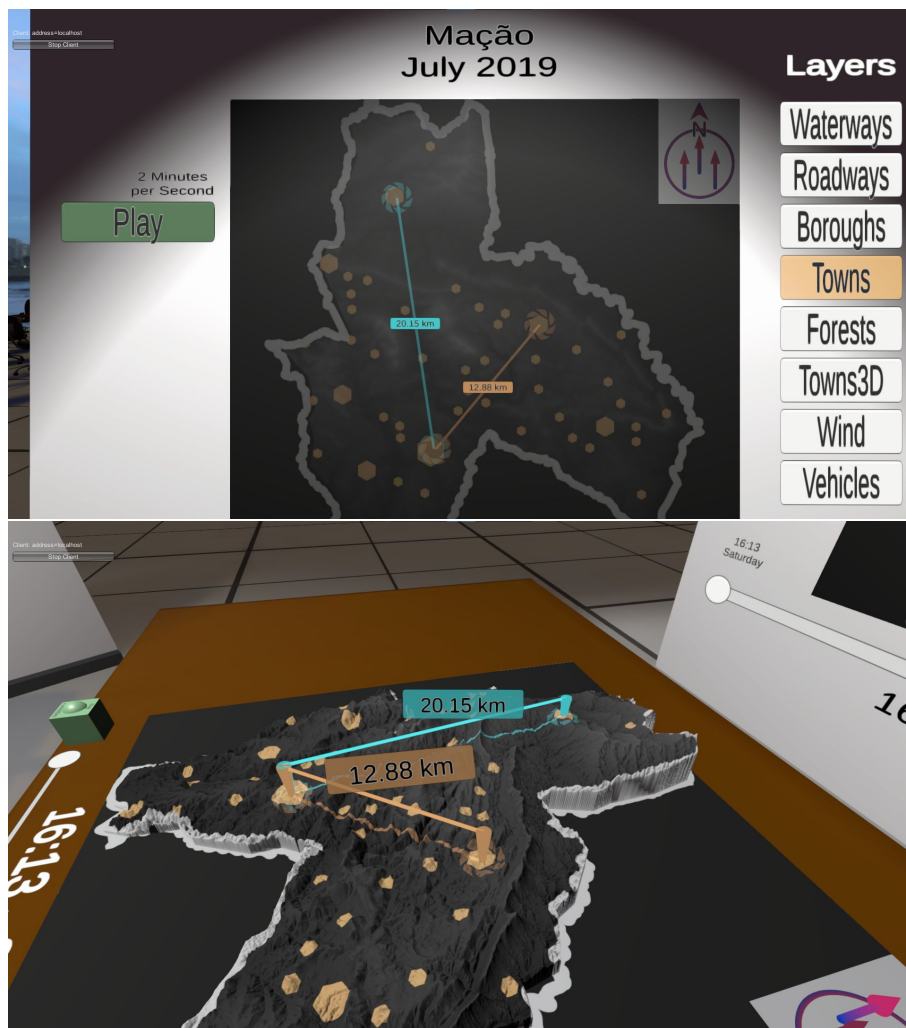 Client: address=localhost
Stop Client
Mação
July 2019
Layers
N
Waterways
Roadways
Boroughs
Towns
Forests
Towns3D
Wind
Vehicles
2 Minutes
per Second
Play
20.15 km
12.88 km
Client: address=localhost
Stop Client
16:13
Saturday
20.15 km
12.88 km
16:13